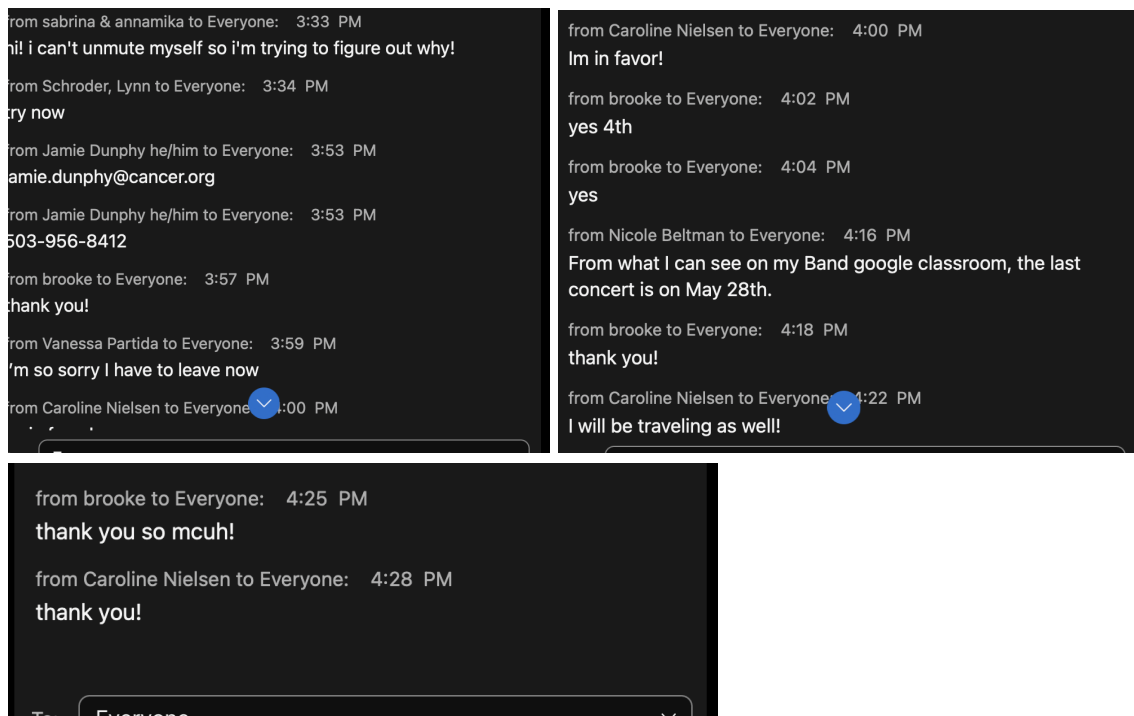 from sabrina & annamika to Everyone: 3:33 PM
hi! i can't unmute myself so i'm trying to figure out why!
from Schroder, Lynn to Everyone: 3:34 PM
try now
from Jamie Dunphy he/him to Everyone: 3:53 PM
amie.dunphy@cancer.org
from Jamie Dunphy he/him to Everyone: 3:53 PM
503-956-8412
from brooke to Everyone: 3:57 PM
thank you!
from Vanessa Partida to Everyone: 3:59 PM
'm so sorry I have to leave now
from Caroline Nielsen to Everyone 4:00 PM
from Caroline Nielsen to Everyone: 4:00 PM
Im in favor!
from brooke to Everyone: 4:02 PM
yes 4th
from brooke to Everyone: 4:04 PM
yes
from Nicole Beltman to Everyone: 4:16 PM
From what I can see on my Band google classroom, the last
concert is on May 28th.
from brooke to Everyone: 4:18 PM
thank you!
from Caroline Nielsen to Everyone: 4:22 PM
I will be traveling as well!
from brooke to Everyone: 4:25 PM
thank you so mcuh!
from Caroline Nielsen to Everyone: 4:28 PM
thank you!
To
Everyone